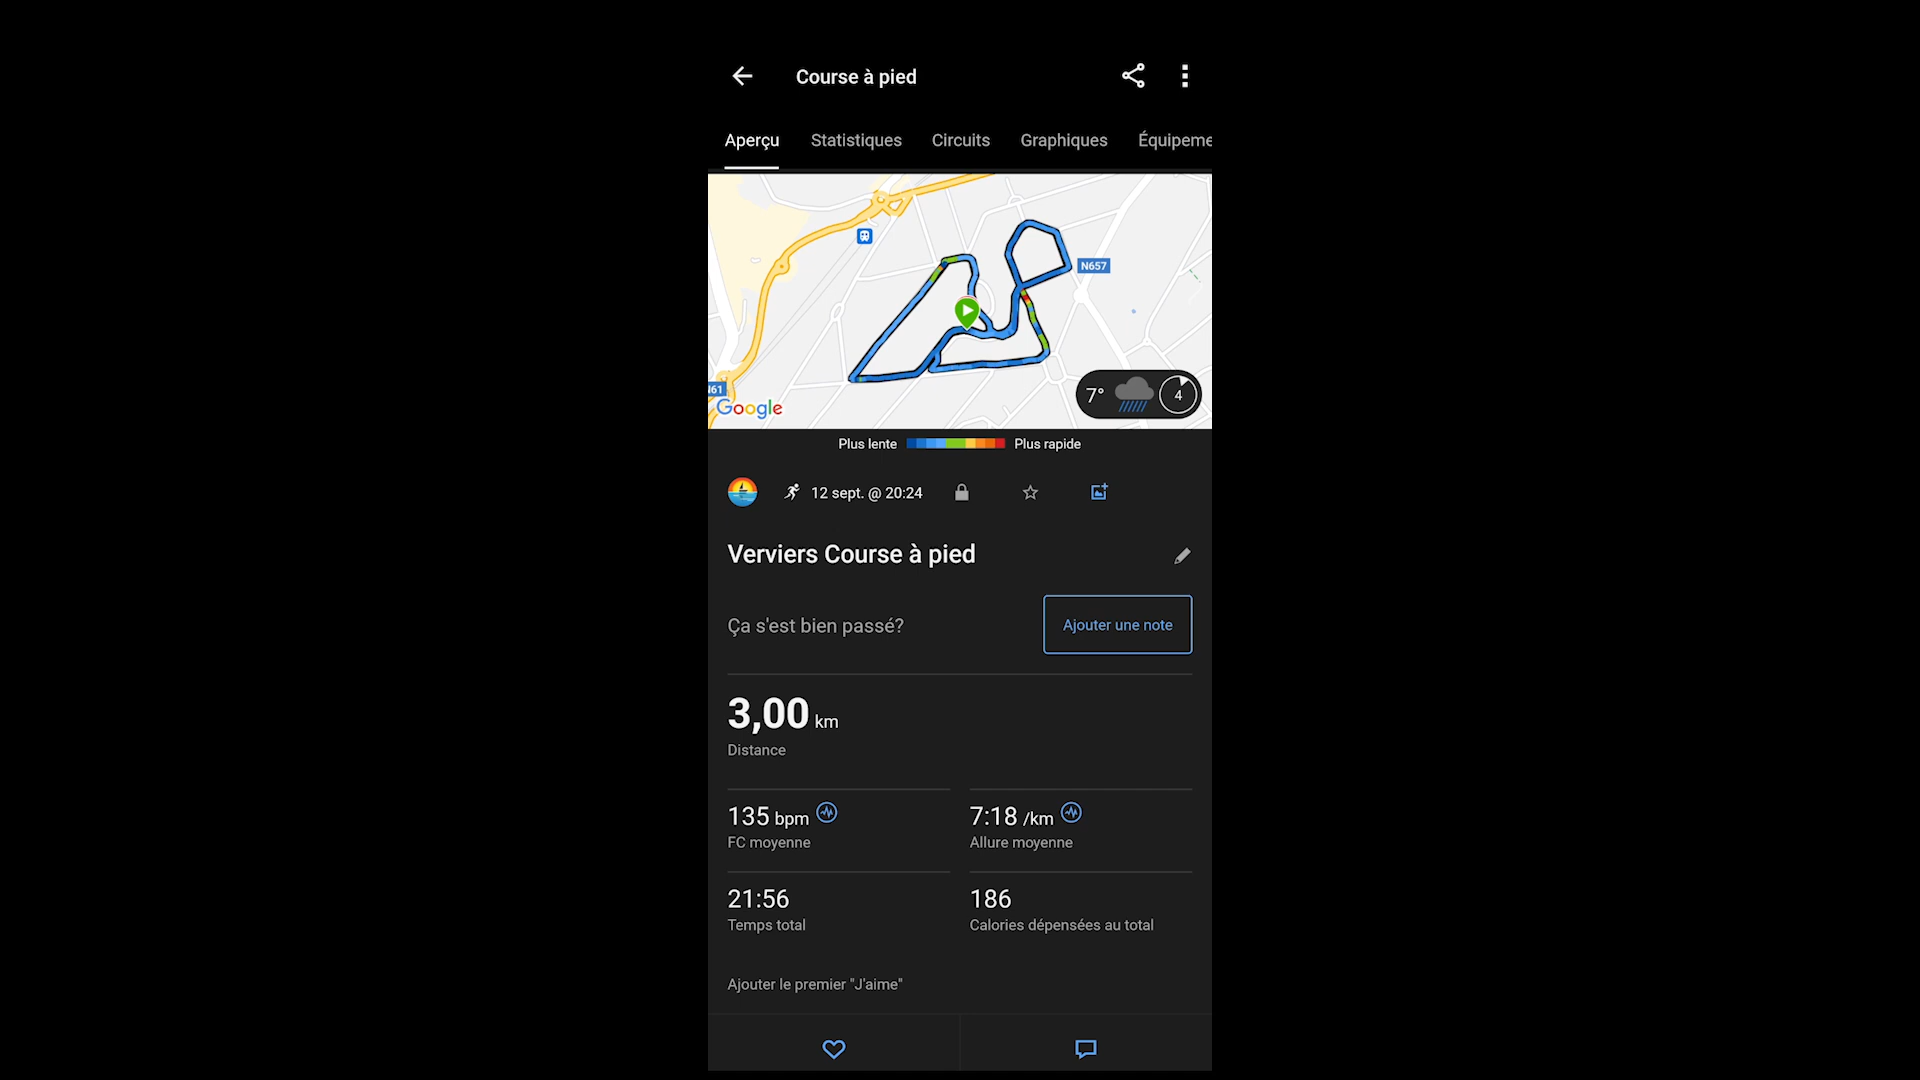 Course à pied
Aperçu Statistiques Circuits Graphiques Équipeme
N657
N61
Google
7° 4
Plus lente Plus rapide
12 sept. @ 20:24
Verviers Course à pied
Ça s'est bien passé?
Ajouter une note
3,00 km
Distance
135 bpm 7:18 /km
FC moyenne Allure moyenne
21:56 186
Temps total Calories dépensées au total
Ajouter le premier "J'aime"